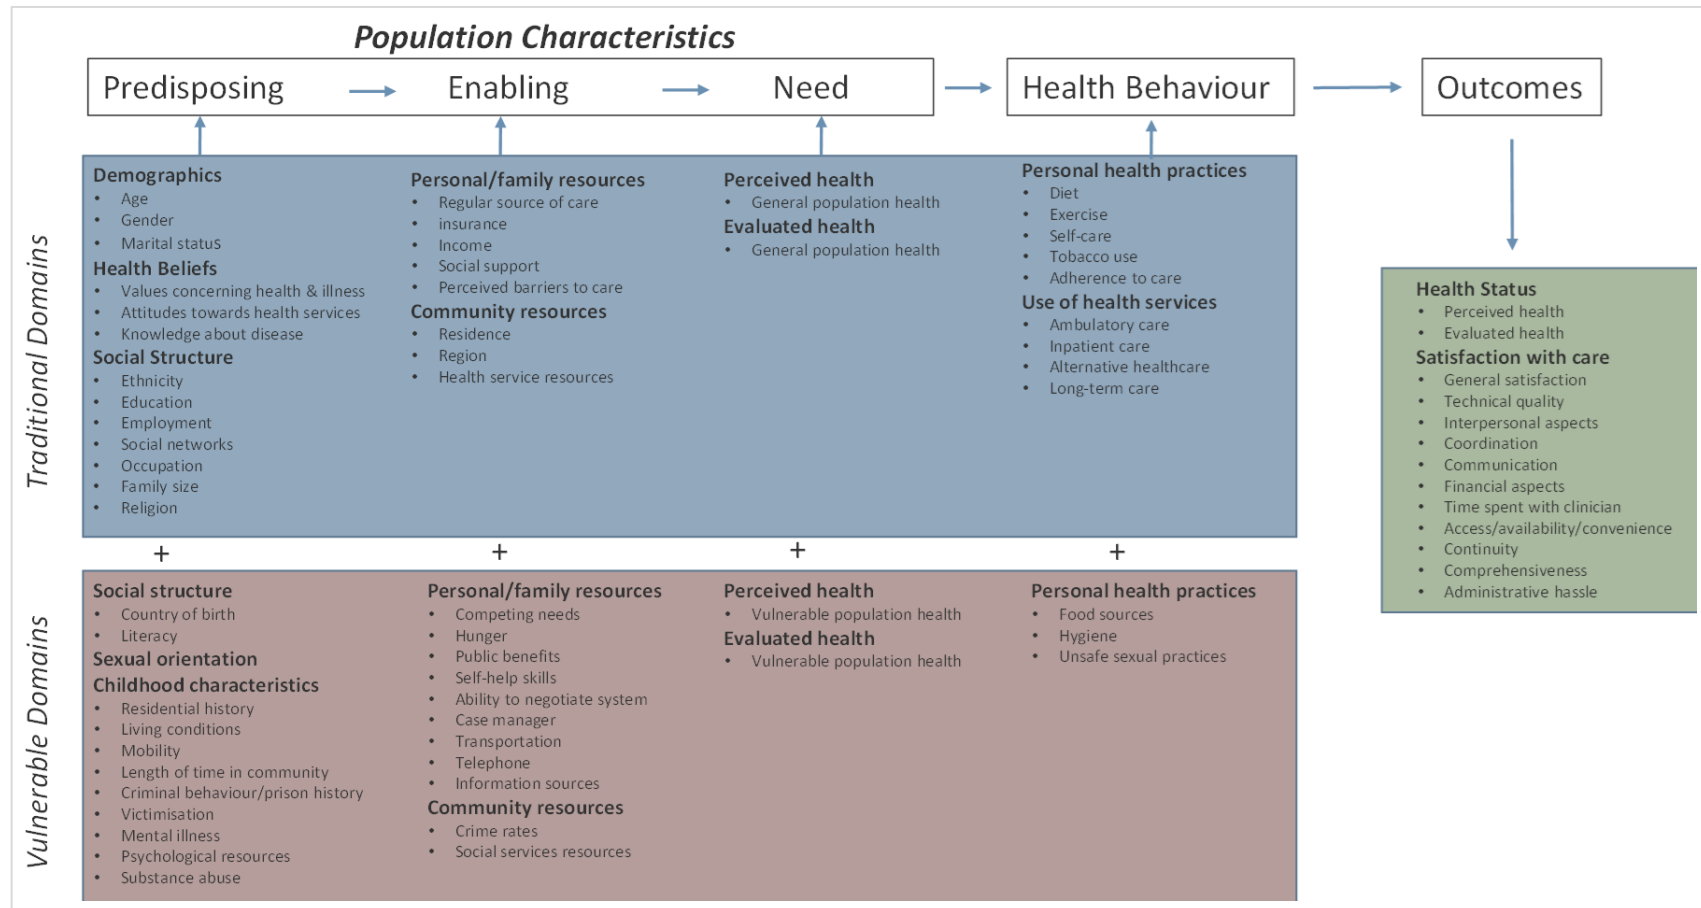 Population Characteristics
Predisposing
Enabling
Need
Health Behaviour
Outcomes
Traditional Domains
Demographics
• Age
• Gender
• Marital status
Health Beliefs
• Values concerning health & illness
• Attitudes towards health services
• Knowledge about disease
Social Structure
• Ethnicity
• Education
• Employment
• Social networks
• Occupation
• Family size
• Religion
Personal/family resources
• Regular source of care
• insurance
• Income
• Social support
• Perceived barriers to care
Community resources
• Residence
• Region
• Health service resources
Perceived health
• General population health
Evaluated health
• General population health
Personal health practices
• Diet
• Exercise
• Self-care
• Tobacco use
• Adherence to care
Use of health services
• Ambulatory care
• Inpatient care
• Alternative healthcare
• Long-term care
+
+
+
+
Vulnerable Domains
Social structure
• Country of birth
• Literacy
Sexual orientation
Childhood characteristics
• Residential history
• Living conditions
• Mobility
• Length of time in community
• Criminal behaviour/prison history
• Victimisation
• Mental illness
• Psychological resources
• Substance abuse
Personal/family resources
• Competing needs
• Hunger
• Public benefits
• Self-help skills
• Ability to negotiate system
• Case manager
• Transportation
• Telephone
• Information sources
Community resources
• Crime rates
• Social services resources
Perceived health
• Vulnerable population health
Evaluated health
• Vulnerable population health
Personal health practices
• Food sources
• Hygiene
• Unsafe sexual practices
Health Status
• Perceived health
• Evaluated health
Satisfaction with care
• General satisfaction
• Technical quality
• Interpersonal aspects
• Coordination
• Communication
• Financial aspects
• Time spent with clinician
• Access/availability/convenience
• Continuity
• Comprehensiveness
• Administrative hassle